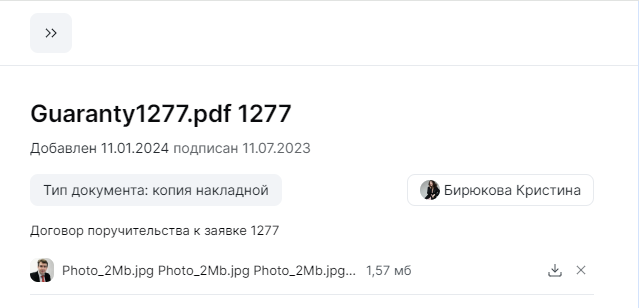 Guaranty1277.pdf 1277
Добавлен 11.01.2024 подписан 11.07.2023
Тип документа: копия накладной
Бирюкова Кристина
Договор поручительства к заявке 1277
Photo_2Mb.jpg Photo_2Mb.jpg Photo_2Mb.jpg... 1,57 мб